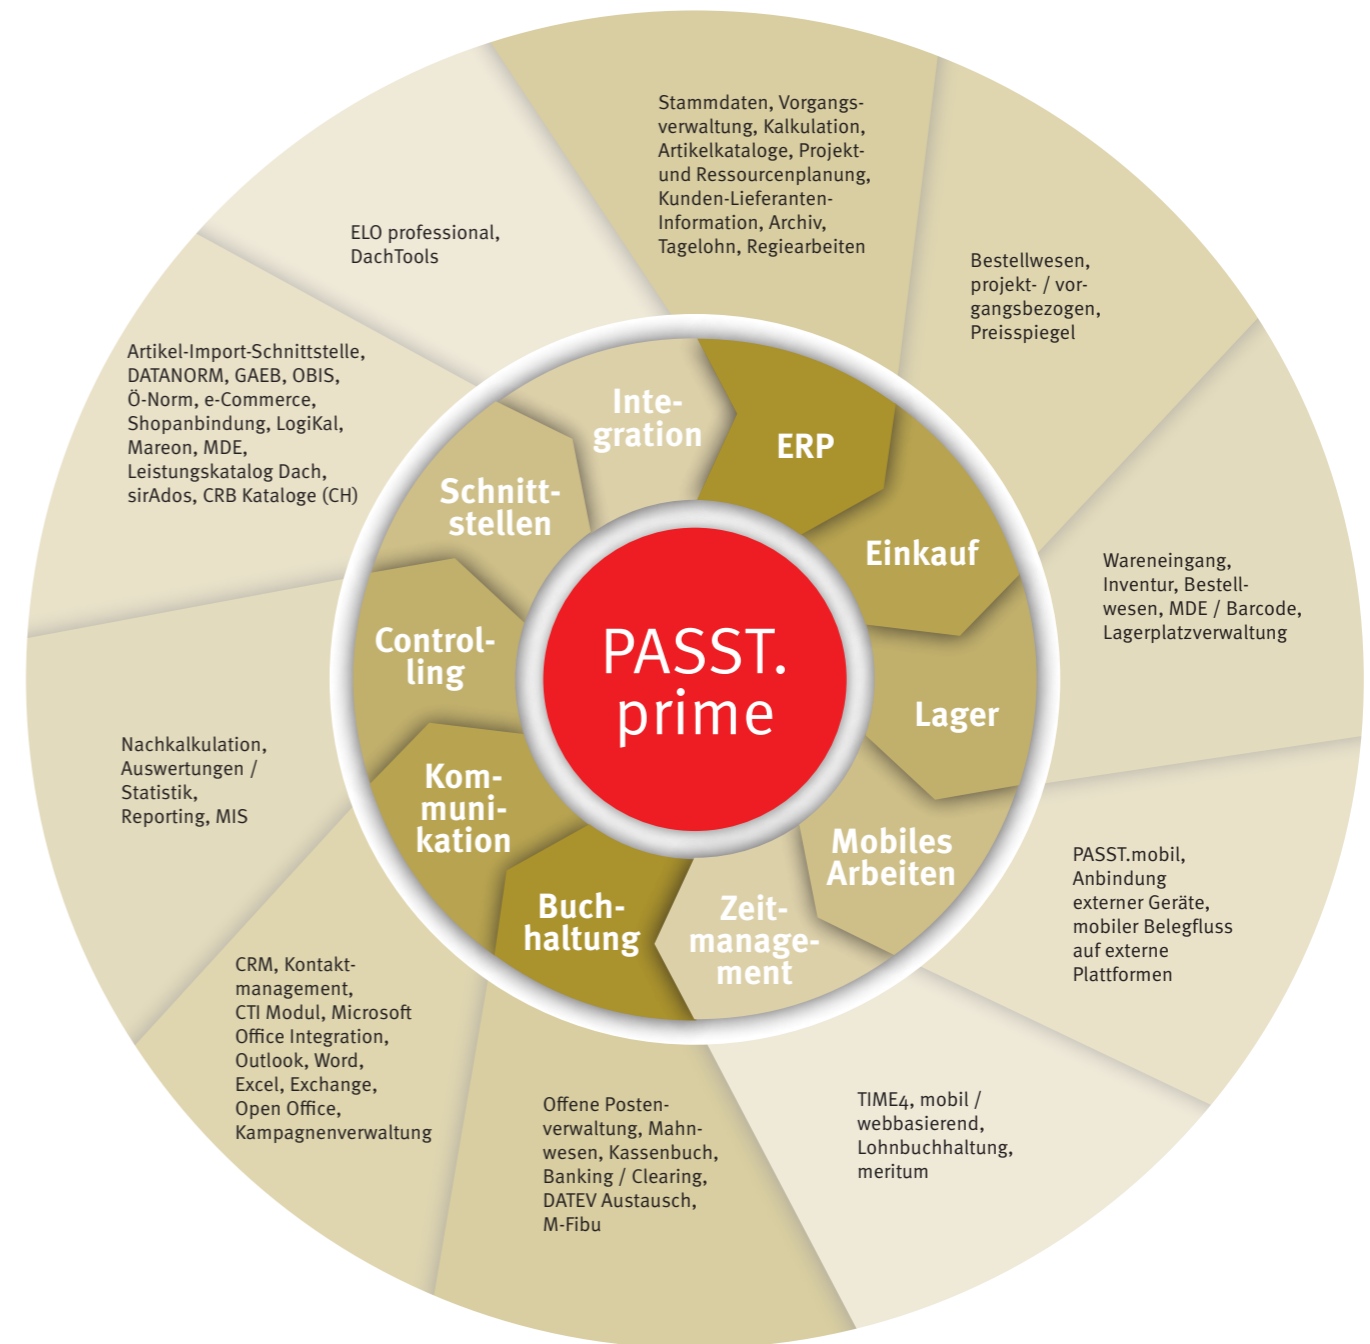 Stammdaten, Vorgangs-
verwaltung, Kalkulation,
Artikelkataloge, Projekt-
und Ressourcenplanung,
Kunden-Lieferanten-
Information, Archiv,
Tagelohn, Regiearbeiten
Bestellwesen,
projekt- / vor-
gangsbezogen,
Preisspiegel
Wareneingang,
Inventur, Bestell-
wesen, MDE / Barcode,
Lagerplatzverwaltung
PASST.mobil,
Anbindung
externer Geräte,
mobiler Belegfluss
auf externe
Plattformen
TIME4, mobil /
webbasierend,
Lohnbuchhaltung,
meritum
Offene Posten-
verwaltung, Mahn-
wesen, Kassenbuch,
Banking / Clearing,
DATEV Austausch,
M-Fibu
CRM, Kontakt-
management,
CTI Modul, Microsoft
Office Integration,
Outlook, Word,
Excel, Exchange,
Open Office,
Kampagnenverwaltung
Nachkalkulation,
Auswertungen /
Statistik,
Reporting, MIS
Artikel-Import-Schnittstelle,
DATANORM, GAEB, OBIS,
Ö-Norm, e-Commerce,
Shopanbindung, LogiKal,
Mareon, MDE,
Leistungskatalog Dach,
sirAdos, CRB Kataloge (CH)
ELO professional,
DachTools
ERP
Einkauf
Lager
Mobiles
Arbeiten
Zeit-
manage-
ment
Buch-
haltung
Kom-
muni-
kation
Control-
ling
Schnitt-
stellen
Inte-
gration
PASST.
prime